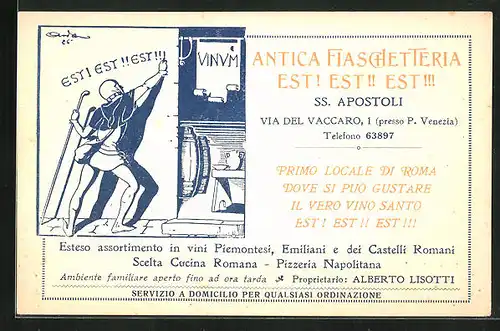 EST! EST!! EST!!!
VINVM
ANTICA FIASCHETTERIA
EST! EST!! EST!!!
SS. APOSTOLI
VIA DEL VACCARO, 1 (presso P. Venezia)
Telefono 63897
PRIMO LOCALE DI ROMA
DOVE SI PUÒ GUSTARE
IL VERO VINO SANTO
EST! EST!! EST!!!
Esteso assortimento in vini Piemontesi, Emiliani e dei Castelli Romani
Scelta Cucina Romana - Pizzeria Napolitana
Ambiente familiare aperto fino ad ora tarda Proprietario: ALBERTO LISOTTI
SERVIZIO A DOMICILIO PER QUALSIASI ORDINAZIONE